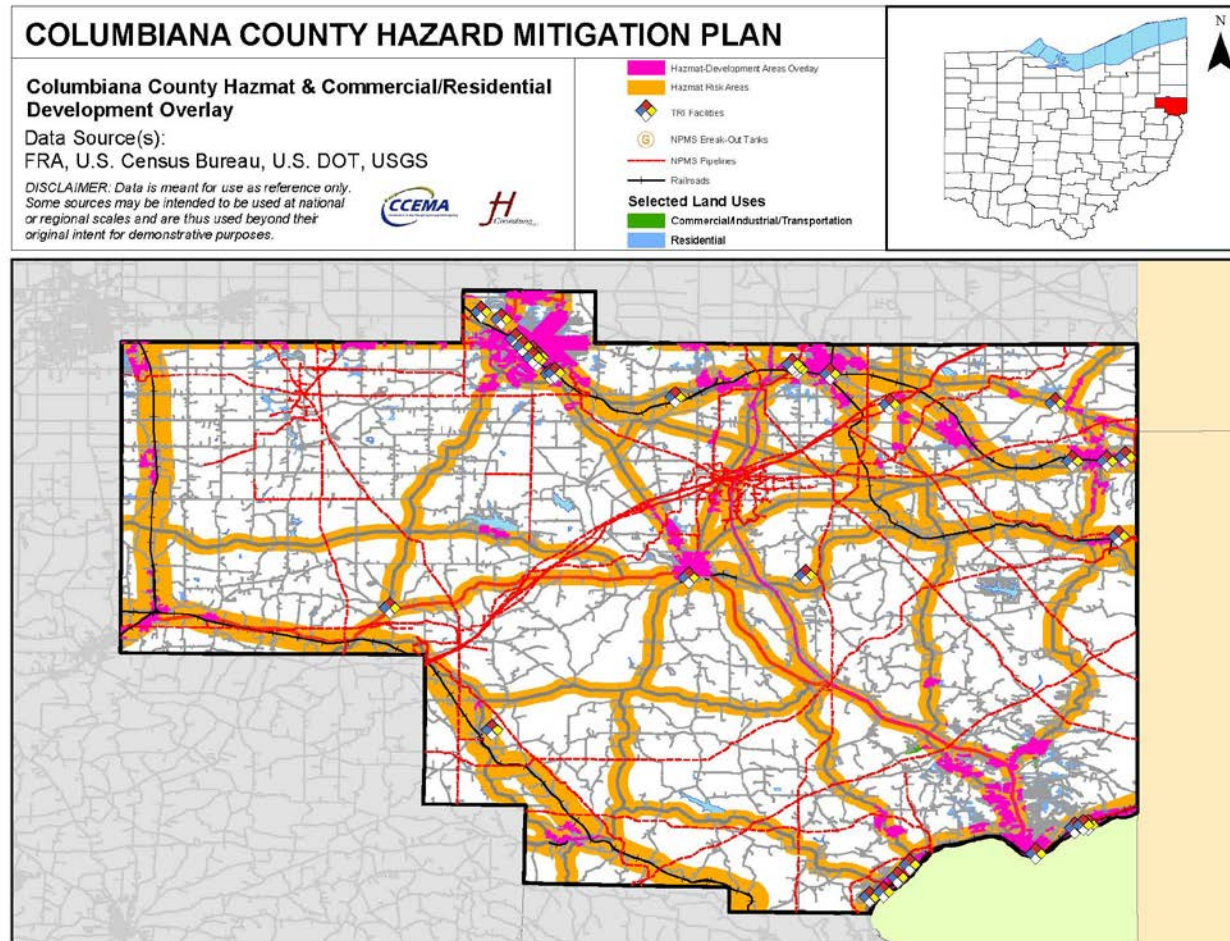 COLUMBIANA COUNTY HAZARD MITIGATION PLAN
Columbiana County Hazmat & Commercial/Residential
Development Overlay
Data Source(s):
FRA, U.S. Census Bureau, U.S. DOT, USGS
DISCLAIMER: Data is meant for use as reference only.
Some sources may be intended to be used at national
or regional scales and are thus used beyond their
original intent for demonstrative purposes.
CCEMA
JH
Consulting
Hazmat-Development Areas Overlay
Hazmat Risk Areas
TRI Facilities
G NPMS Break-Out Tanks
NPMS Pipelines
Railroads
Selected Land Uses
Commercial/Industrial/Transportation
Residential
N